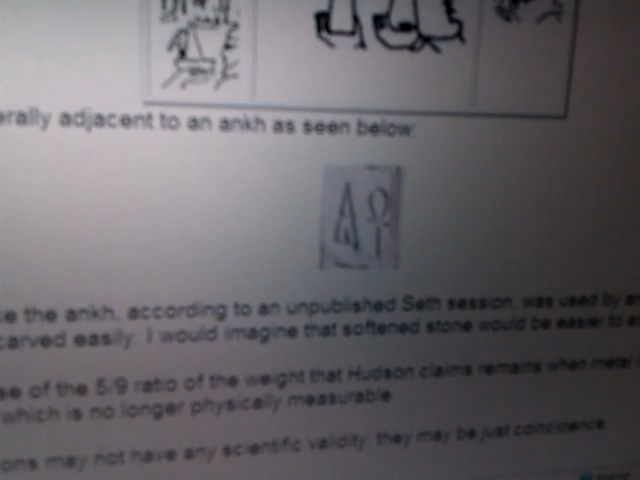 erally adjacent to an ankh as seen below:
e the ankh, according to an unpublished Seth session, was used by
carved easily. I would imagine that softened stone would be easier to
se of the 5/9 ratio of the weight that Hudson claims remains when metal
which is no longer physically measurable
ons may not have any scientific validity; they may be just coincidence